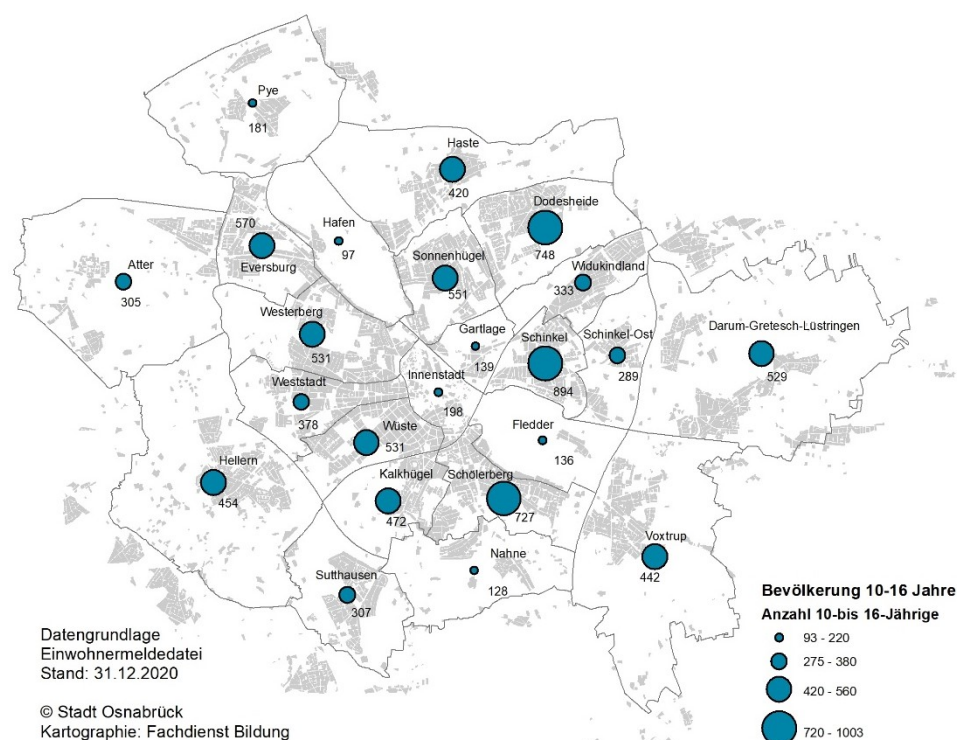 Pye
181
Haste
420
Dodesheide
748
570
Eversburg
Hafen
97
Sonnenhügel
551
Widukindland
333
Atter
305
Westerberg
531
Gartlage
139
Schinkel
894
Schinkel-Ost
289
Darum-Gretesch-Lüstringen
529
Weststadt
378
Innenstadt
198
Wüste
531
Fledder
136
Hellern
454
Kalkhügel
472
Schölerberg
727
Voxtrup
442
Nahne
128
Sutthausen
307
Datengrundlage
Einwohnermeldedatei
Stand: 31.12.2020
© Stadt Osnabrück
Kartographie: Fachdienst Bildung
Bevölkerung 10-16 Jahre
Anzahl 10-bis 16-Jährige
93 - 220
275 - 380
420 - 560
720 - 1003